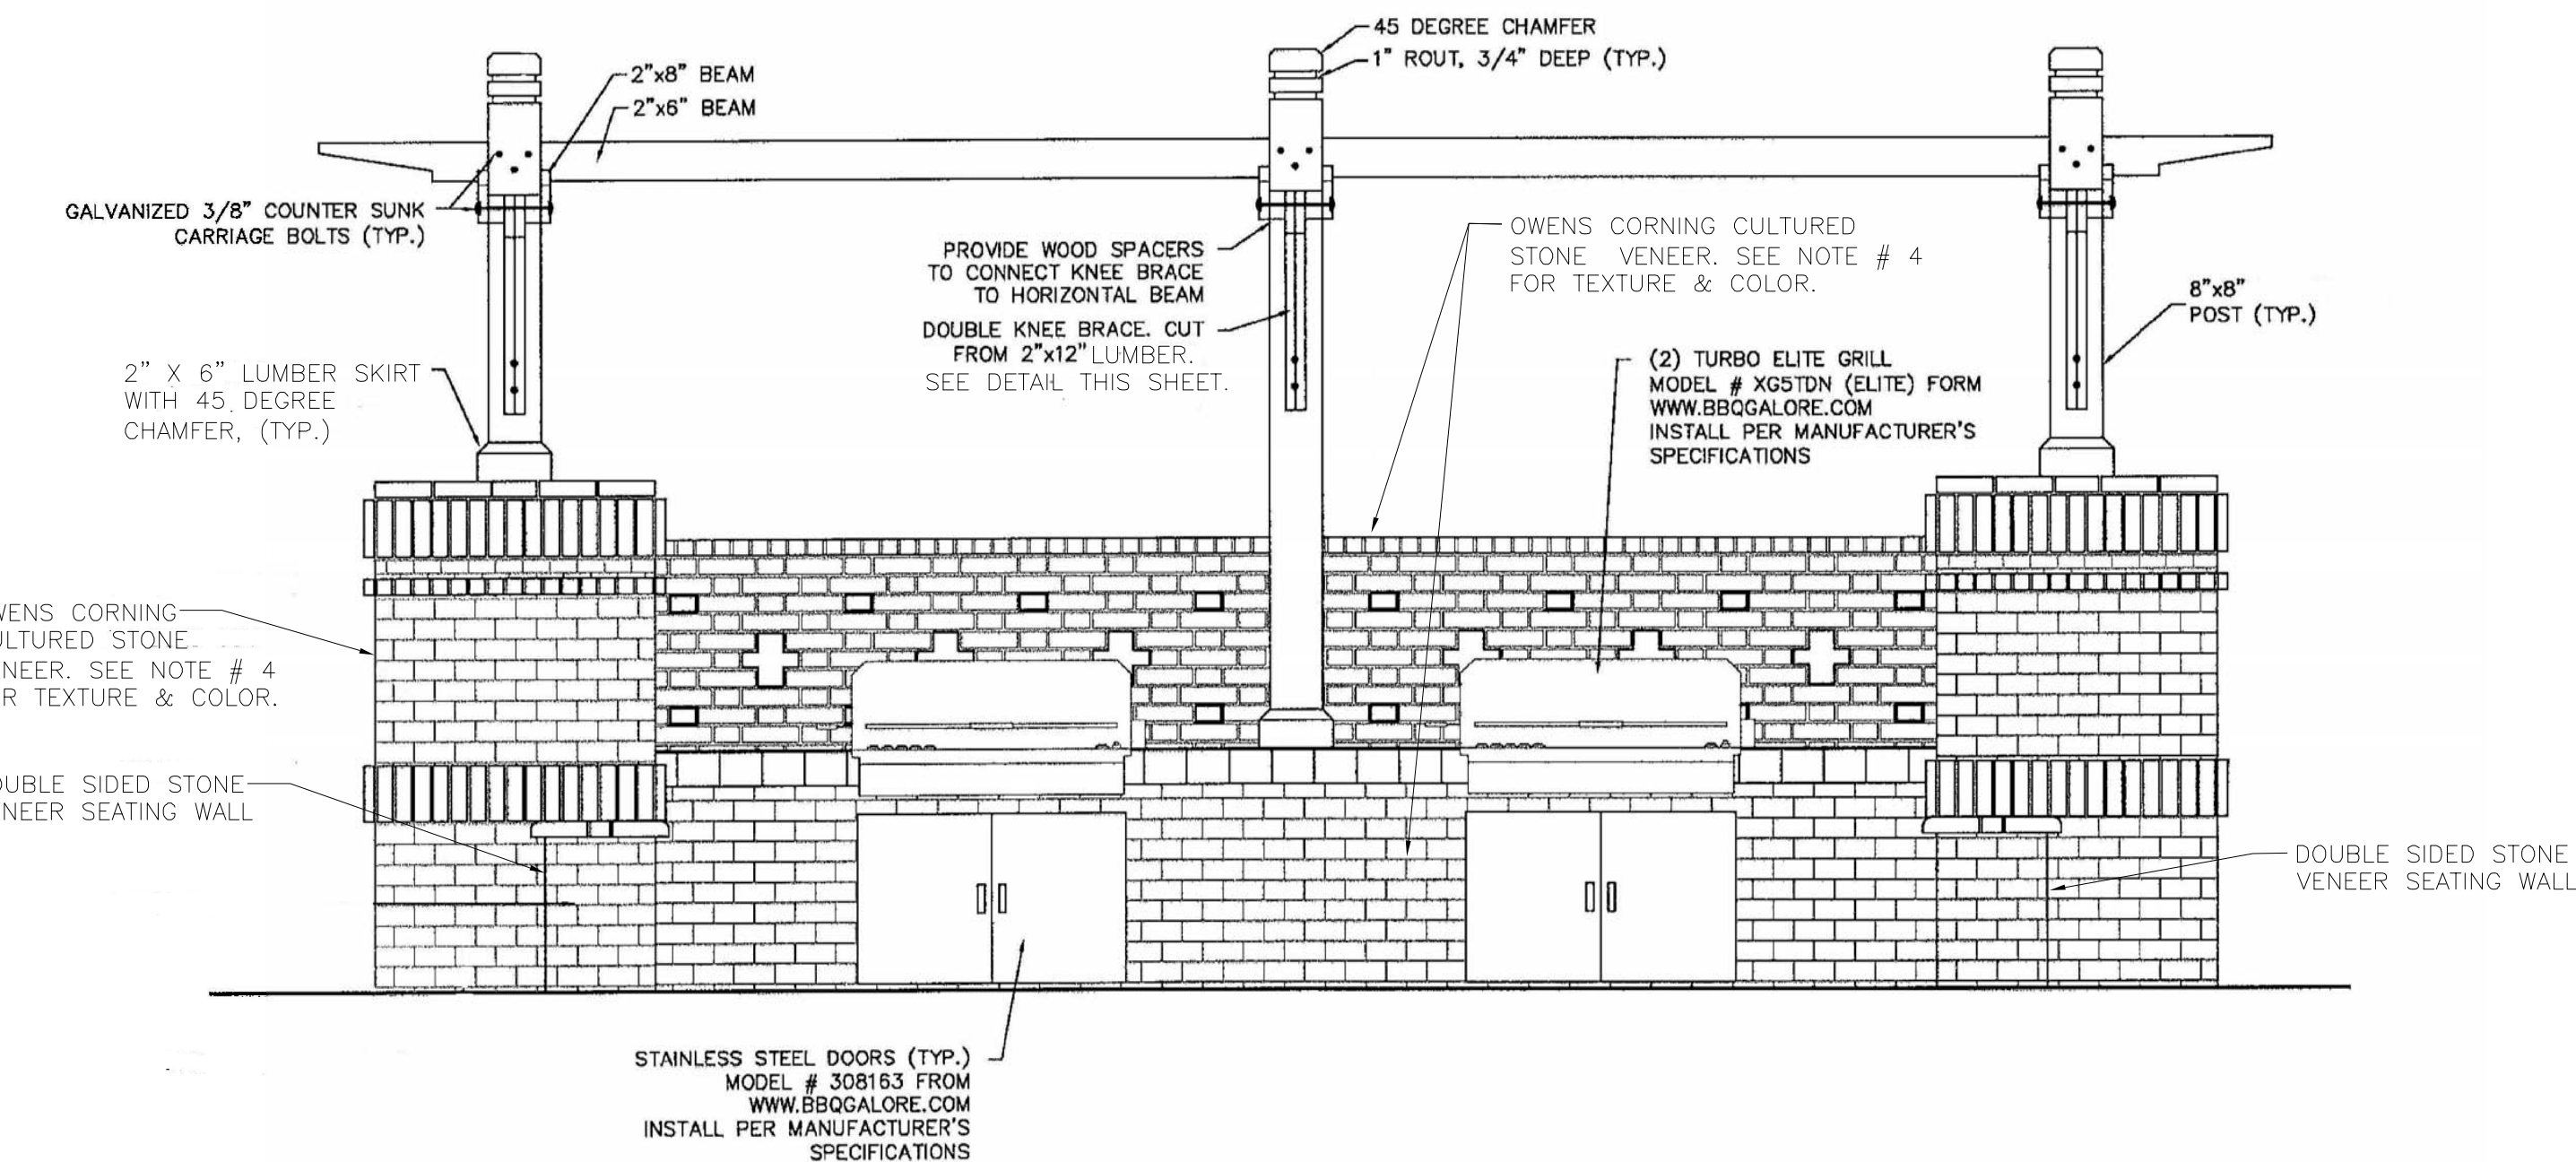 45 DEGREE CHAMFER
1" ROUT, 3/4" DEEP (TYP.)
2"x8" BEAM
2"x6" BEAM
GALVANIZED 3/8" COUNTER SUNK
CARRIAGE BOLTS (TYP.)
PROVIDE WOOD SPACERS
TO CONNECT KNEE BRACE
TO HORIZONTAL BEAM
OWENS CORNING CULTURED
STONE VENEER. SEE NOTE # 4
FOR TEXTURE & COLOR.
8"x8"
POST (TYP.)
DOUBLE KNEE BRACE. CUT
FROM 2"x12" LUMBER.
SEE DETAIL THIS SHEET.
2" X 6" LUMBER SKIRT
WITH 45 DEGREE
CHAMFER, (TYP.)
(2) TURBO ELITE GRILL
MODEL # XG5TDN (ELITE) FORM
WWW.BBQGALORE.COM
INSTALL PER MANUFACTURER'S
SPECIFICATIONS
WENS CORNING
ULTURED STONE
ENEER. SEE NOTE # 4
R TEXTURE & COLOR.
OUBLE SIDED STONE
ENEER SEATING WALL
DOUBLE SIDED STONE
VENEER SEATING WALL
STAINLESS STEEL DOORS (TYP.)
MODEL # 308163 FROM
WWW.BBQGALORE.COM
INSTALL PER MANUFACTURER'S
SPECIFICATIONS